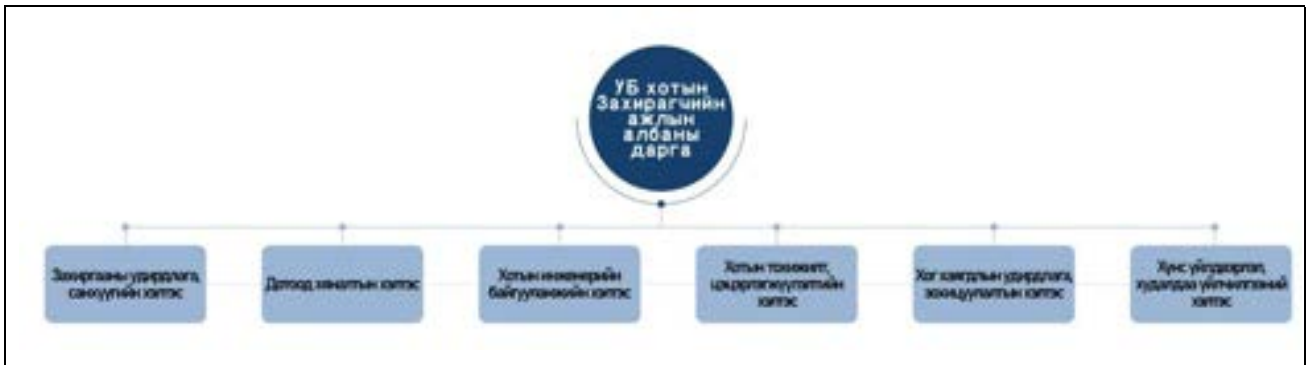 УБ хотын
Захирагчийн
ажлын
албаны
дарга
Захиргааны удирдлага,
санхүүгийн хэлтэс
Дотоод хяналтын хэлтэс
Хотын инженерийн
байгууламжийн хэлтэс
Хотын тохижилт,
цэцэрлэгжүүлэлтийн
хэлтэс
Хог хаягдлын удирдлага,
зохицуулалтын хэлтэс
Хүнс үйлдвэрлэл,
худалдаа үйлчилгээний
хэлтэс